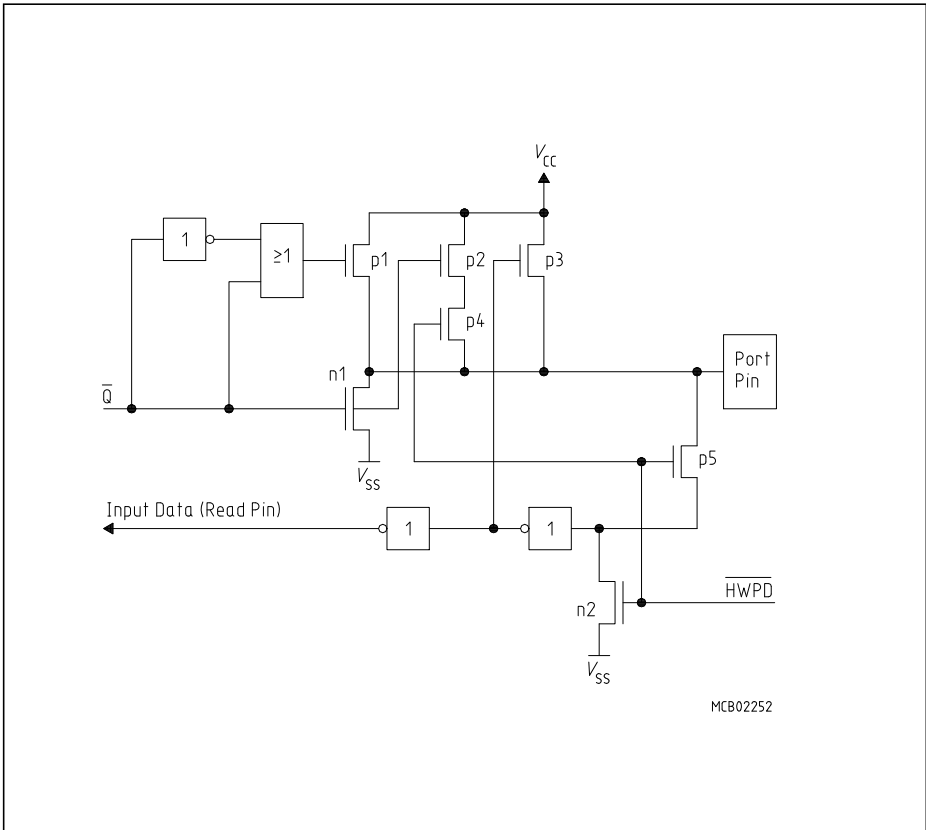 V_CC
1
≥1
p1
p2
p3
p4
n1
Port
Pin
Q̅
V_SS
p5
Input Data (Read Pin)
1
1
H̅W̅P̅D̅
n2
V_SS
MCB02252